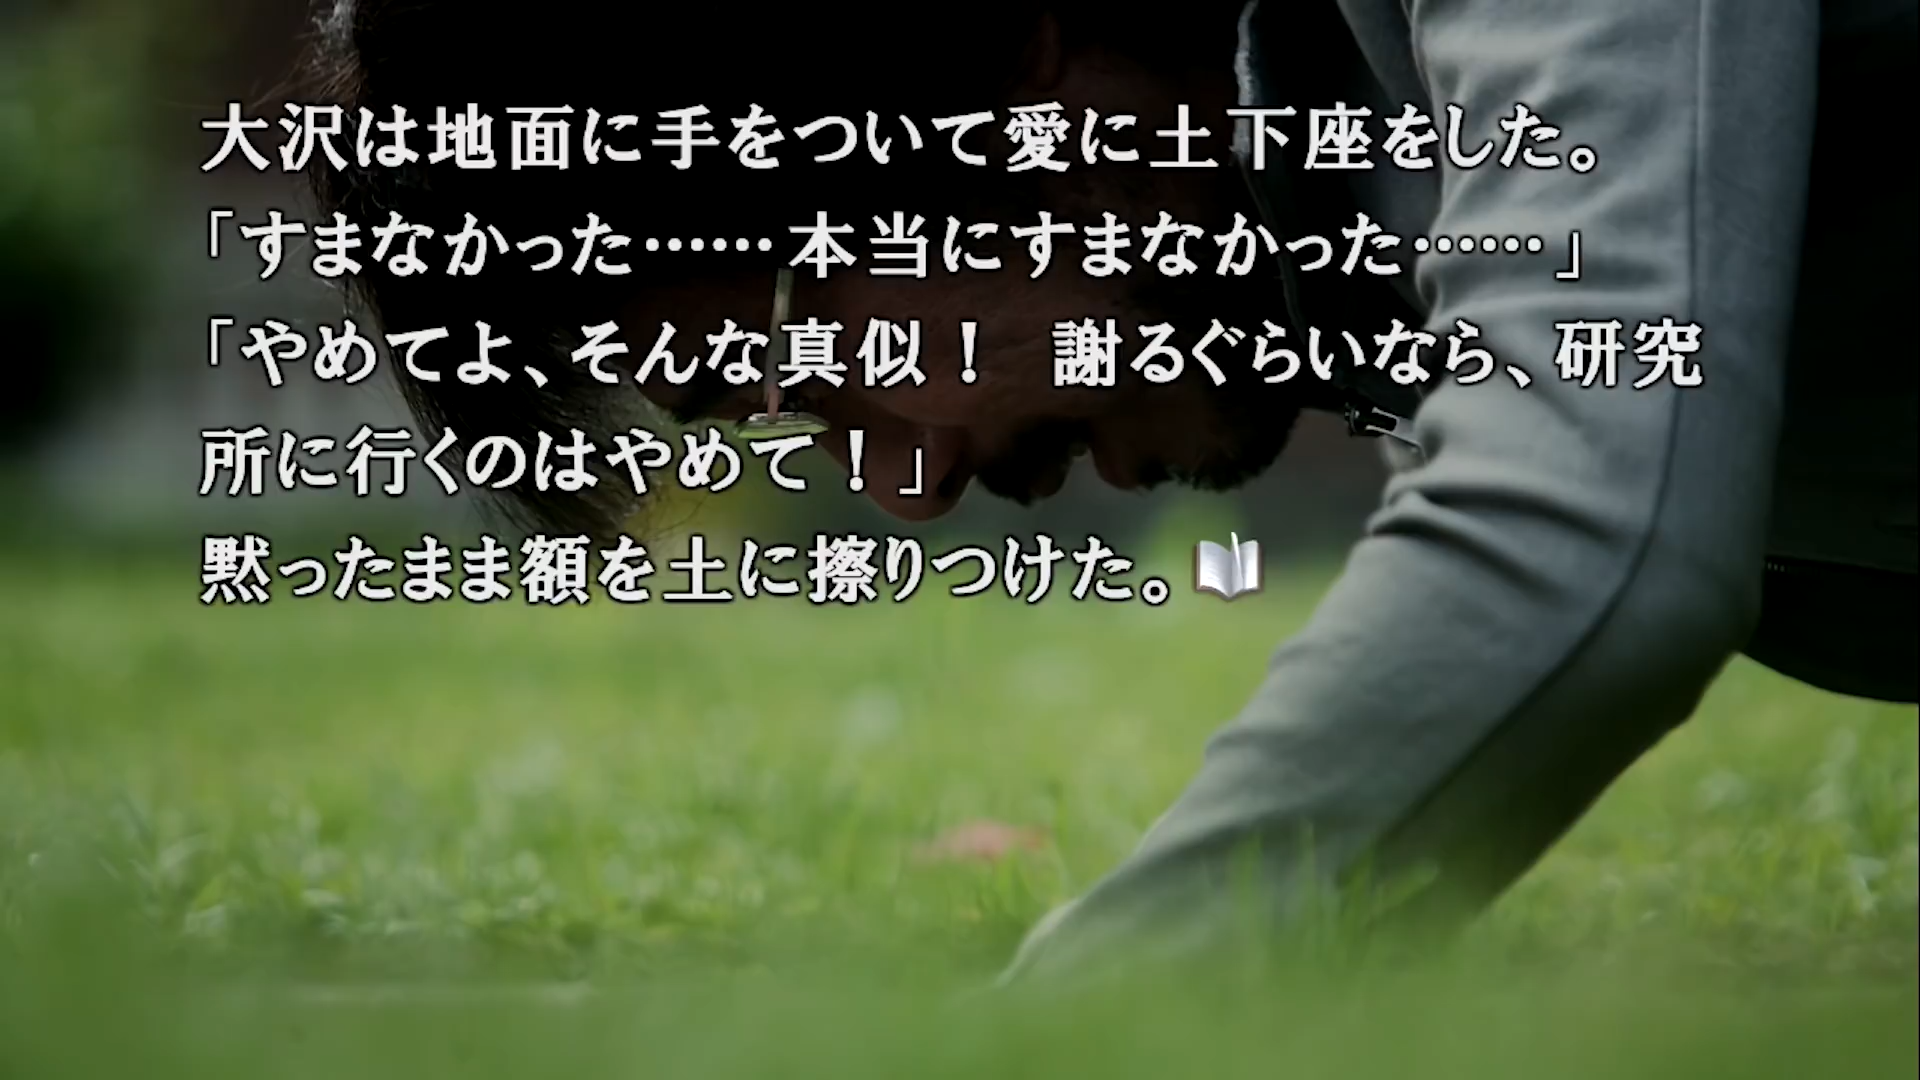 大沢は地面に手をついて愛に土下座をした。
「すまなかった……本当にすまなかった……」
「やめてよ、そんな真似！　謝るぐらいなら、研究
所に行くのはやめて！」
黙ったまま額を土に擦りつけた。